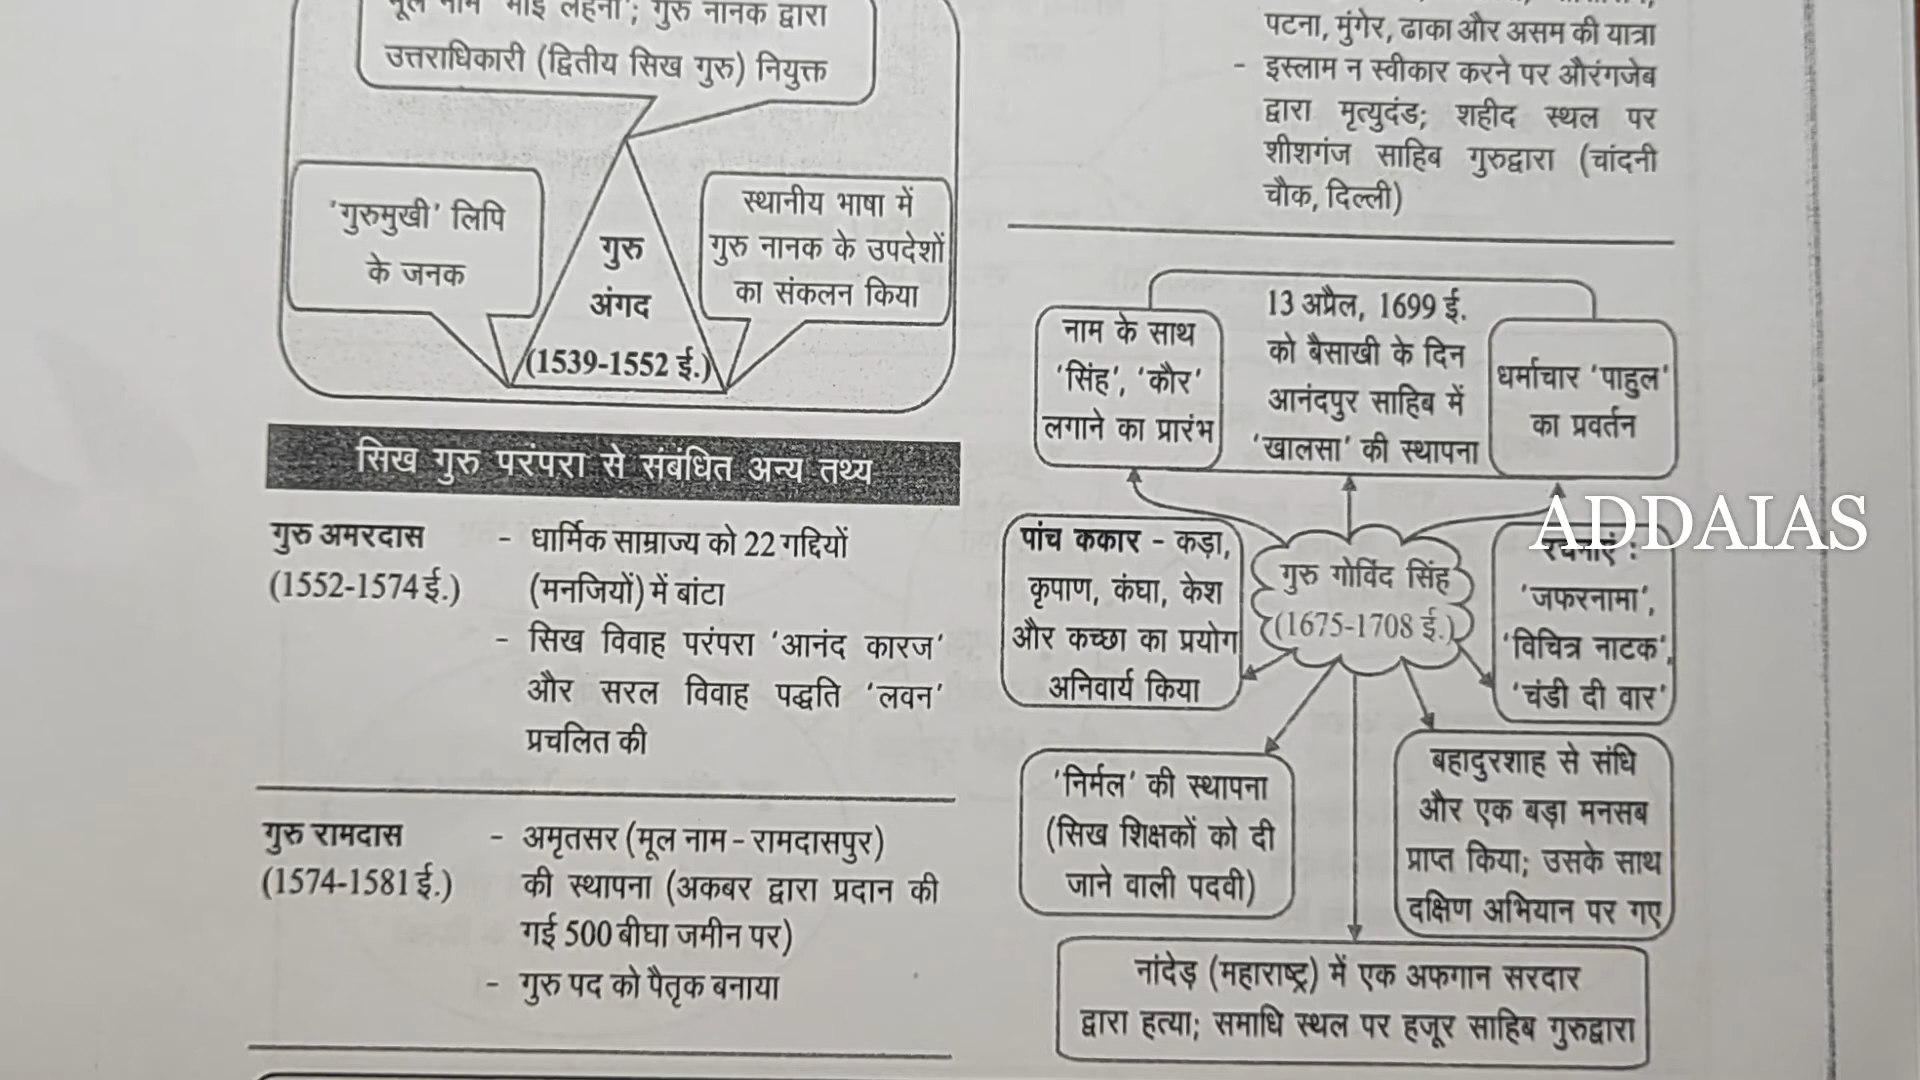 मूल नाम 'भाई लहना'; गुरु नानक द्वारा
उत्तराधिकारी (द्वितीय सिख गुरु) नियुक्त
'गुरुमुखी' लिपि
के जनक
गुरु
अंगद
(1539-1552 ई.)
स्थानीय भाषा में
गुरु नानक के उपदेशों
का संकलन किया
सिख गुरु परंपरा से संबंधित अन्य तथ्य
गुरु अमरदास - धार्मिक साम्राज्य को 22 गद्दियों
(1552-1574 ई.) (मनजियों) में बांटा
- सिख विवाह परंपरा 'आनंद कारज'
और सरल विवाह पद्धति 'लवन'
प्रचलित की
गुरु रामदास - अमृतसर (मूल नाम - रामदासपुर)
(1574-1581 ई.) की स्थापना (अकबर द्वारा प्रदान की
गई 500 बीघा जमीन पर)
- गुरु पद को पैतृक बनाया
पटना, मुंगेर, ढाका और असम की यात्रा
- इस्लाम न स्वीकार करने पर औरंगजेब
द्वारा मृत्युदंड; शहीद स्थल पर
शीशगंज साहिब गुरुद्वारा (चांदनी
चौक, दिल्ली)
नाम के साथ
'सिंह', 'कौर'
लगाने का प्रारंभ
13 अप्रैल, 1699 ई.
को बैसाखी के दिन
आनंदपुर साहिब में
'खालसा' की स्थापना
धर्माचार 'पाहुल'
का प्रवर्तन
ADDAIAS
पांच ककार - कड़ा,
कृपाण, कंघा, केश
और कच्छा का प्रयोग
अनिवार्य किया
गुरु गोविंद सिंह
(1675-1708 ई.)
रचनाएं :
'जफरनामा',
'विचित्र नाटक',
'चंडी दी वार'
'निर्मल' की स्थापना
(सिख शिक्षकों को दी
जाने वाली पदवी)
बहादुरशाह से संधि
और एक बड़ा मनसब
प्राप्त किया; उसके साथ
दक्षिण अभियान पर गए
नांदेड़ (महाराष्ट्र) में एक अफगान सरदार
द्वारा हत्या; समाधि स्थल पर हजूर साहिब गुरुद्वारा